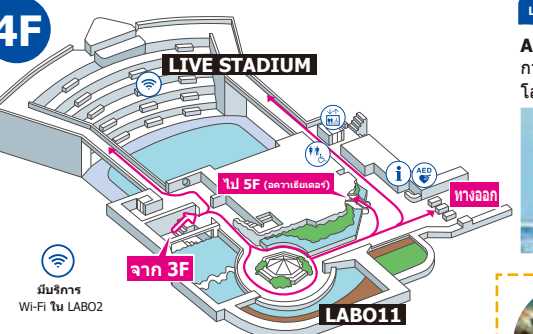 4F
LIVE STADIUM
i
AED
ไป 5F (อควาเธียเตอร์)
ทางออก
จาก 3F
มีบริการ
Wi-Fi ใน LABO2
LABO11